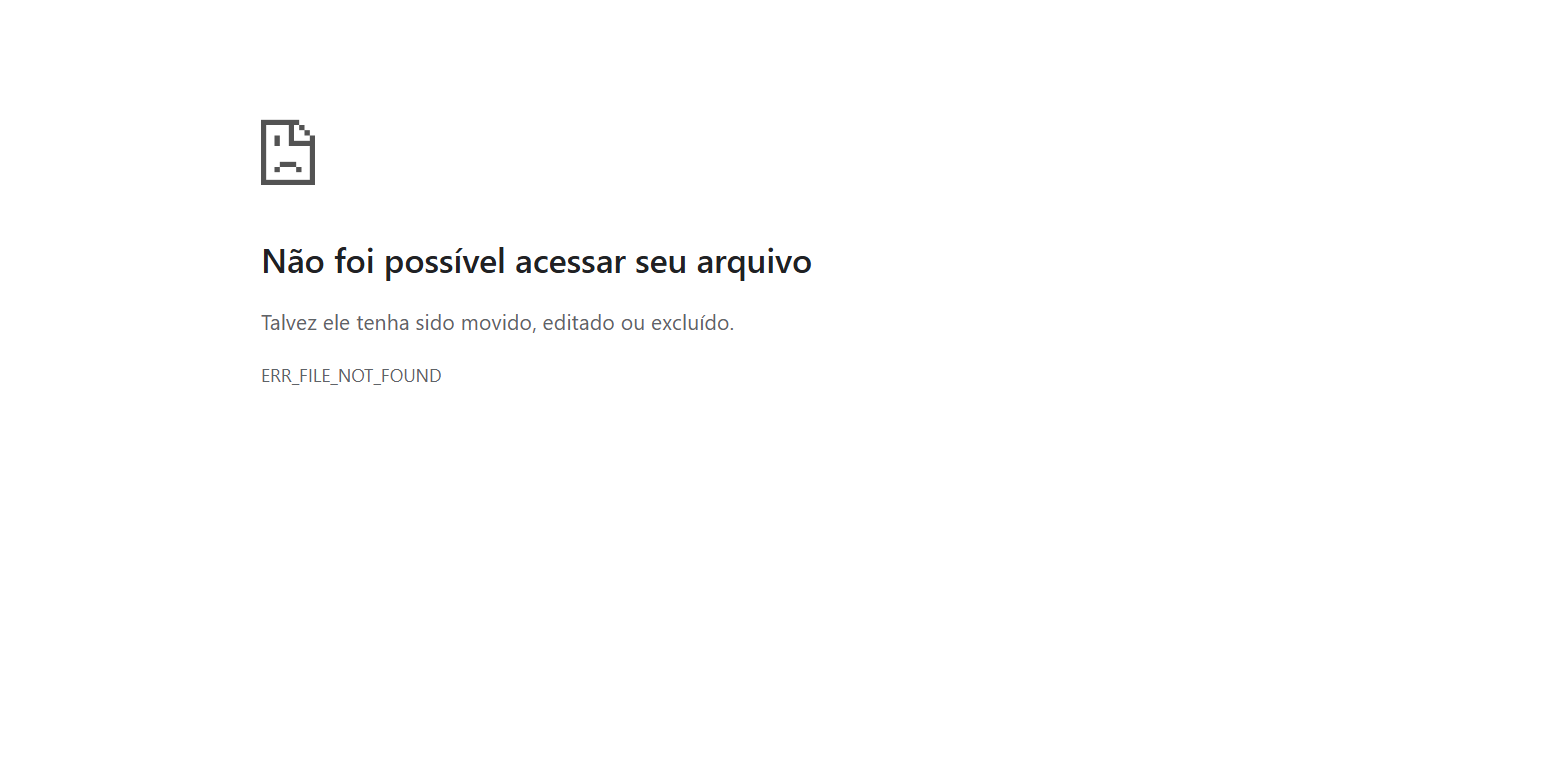 Não foi possível acessar seu arquivo
Talvez ele tenha sido movido, editado ou excluído.
ERR_FILE_NOT_FOUND